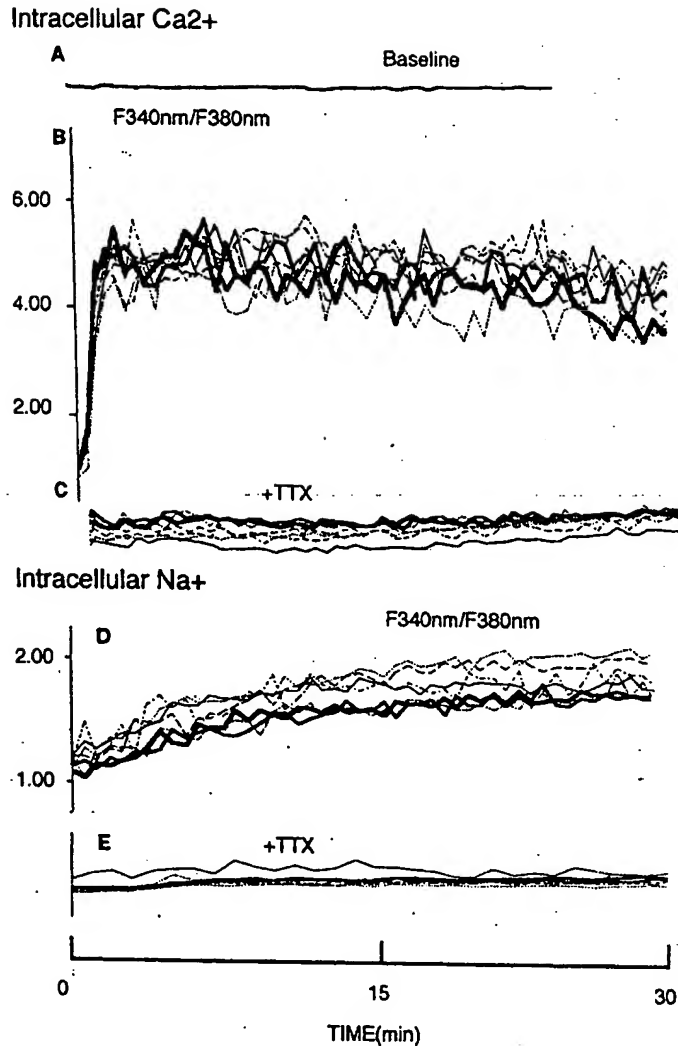 Intracellular Ca2+
A
Baseline
F340nm/F380nm
B
6.00
4.00
2.00
C
+TTX
Intracellular Na+
D
F340nm/F380nm
2.00
1.00
E
+TTX
0
15
30
TIME(min)